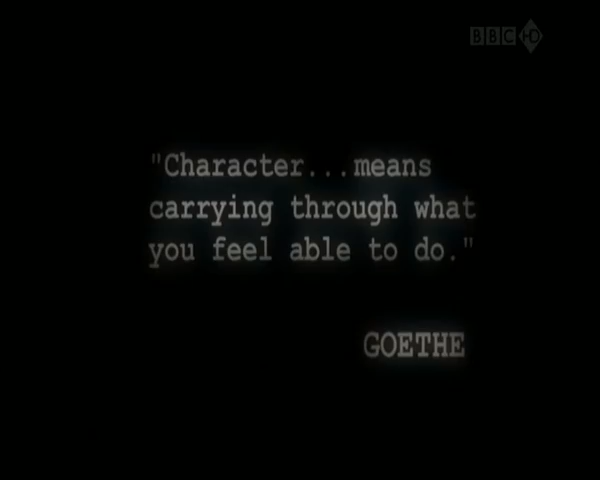 BBC HD
"Character...means
carrying through what
you feel able to do."
GOETHE